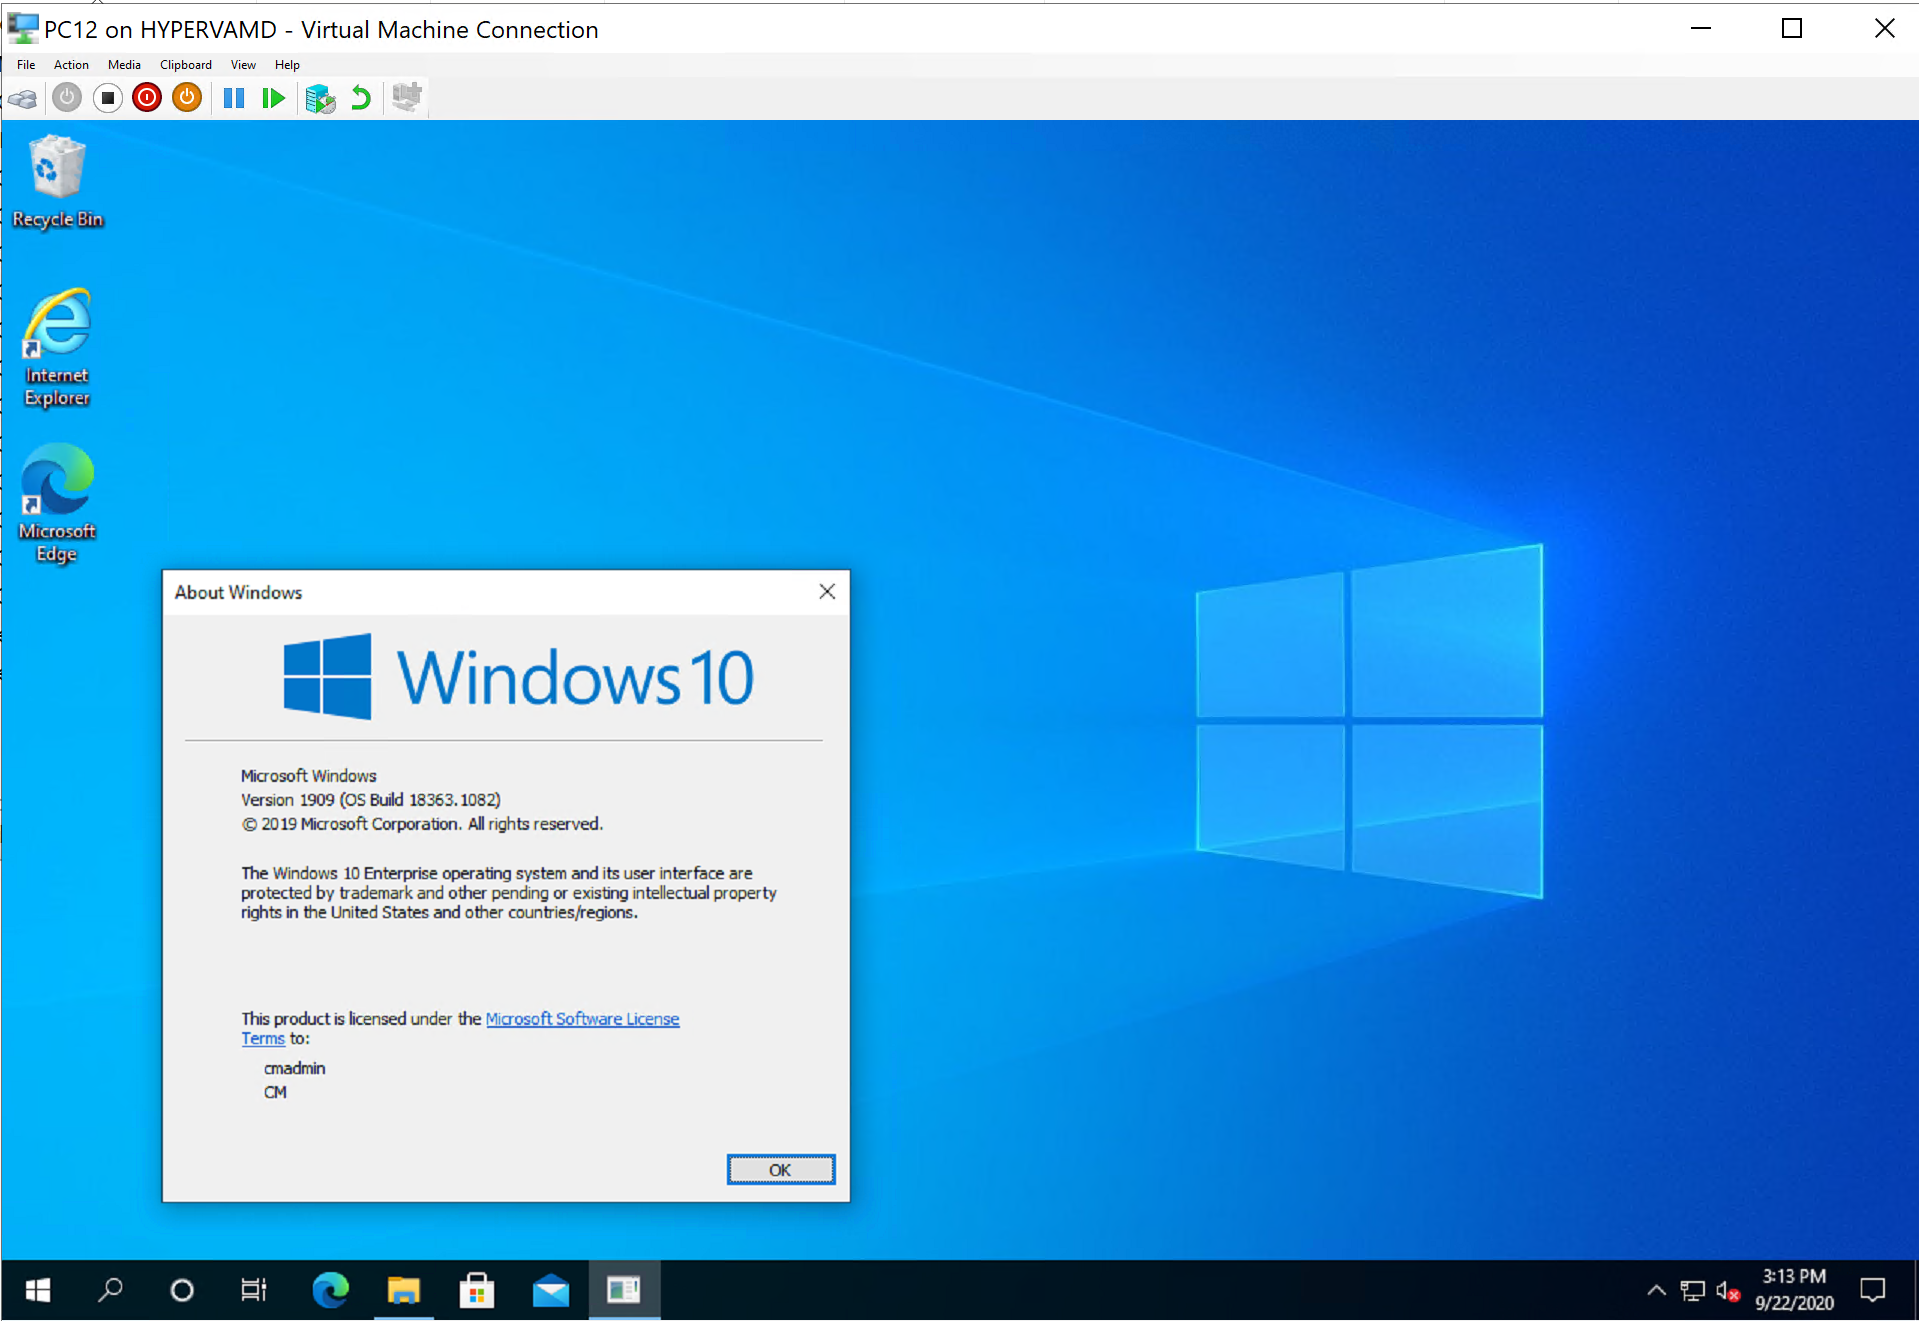 PC12 on HYPERVAMD - Virtual Machine Connection
File Action Media Clipboard View Help
Recycle Bin
Internet
Explorer
Microsoft
Edge
About Windows
Windows 10
Microsoft Windows
Version 1909 (OS Build 18363.1082)
© 2019 Microsoft Corporation. All rights reserved.
The Windows 10 Enterprise operating system and its user interface are
protected by trademark and other pending or existing intellectual property
rights in the United States and other countries/regions.
This product is licensed under the Microsoft Software License
Terms to:
cmadmin
CM
OK
3:13 PM
9/22/2020